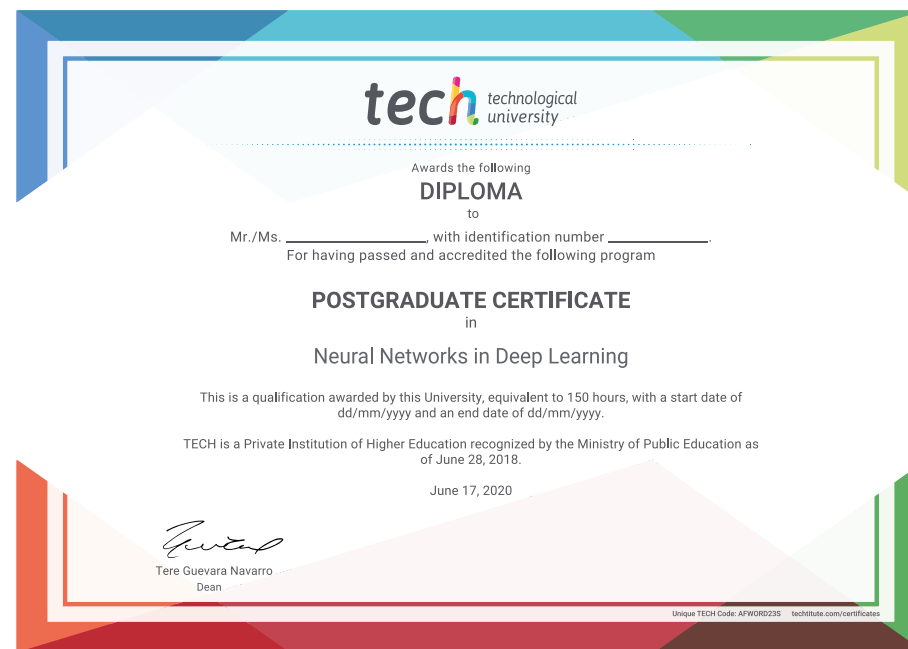 tech technological
university
Awards the following
DIPLOMA
to
Mr./Ms. ____________________, with identification number ______________.
For having passed and accredited the following program
POSTGRADUATE CERTIFICATE
in
Neural Networks in Deep Learning
This is a qualification awarded by this University, equivalent to 150 hours, with a start date of
dd/mm/yyyy and an end date of dd/mm/yyyy.
TECH is a Private Institution of Higher Education recognized by the Ministry of Public Education as
of June 28, 2018.
June 17, 2020
Tere Guevara Navarro
Dean
Unique TECH Code: AFWORD23S techtitute.com/certificates